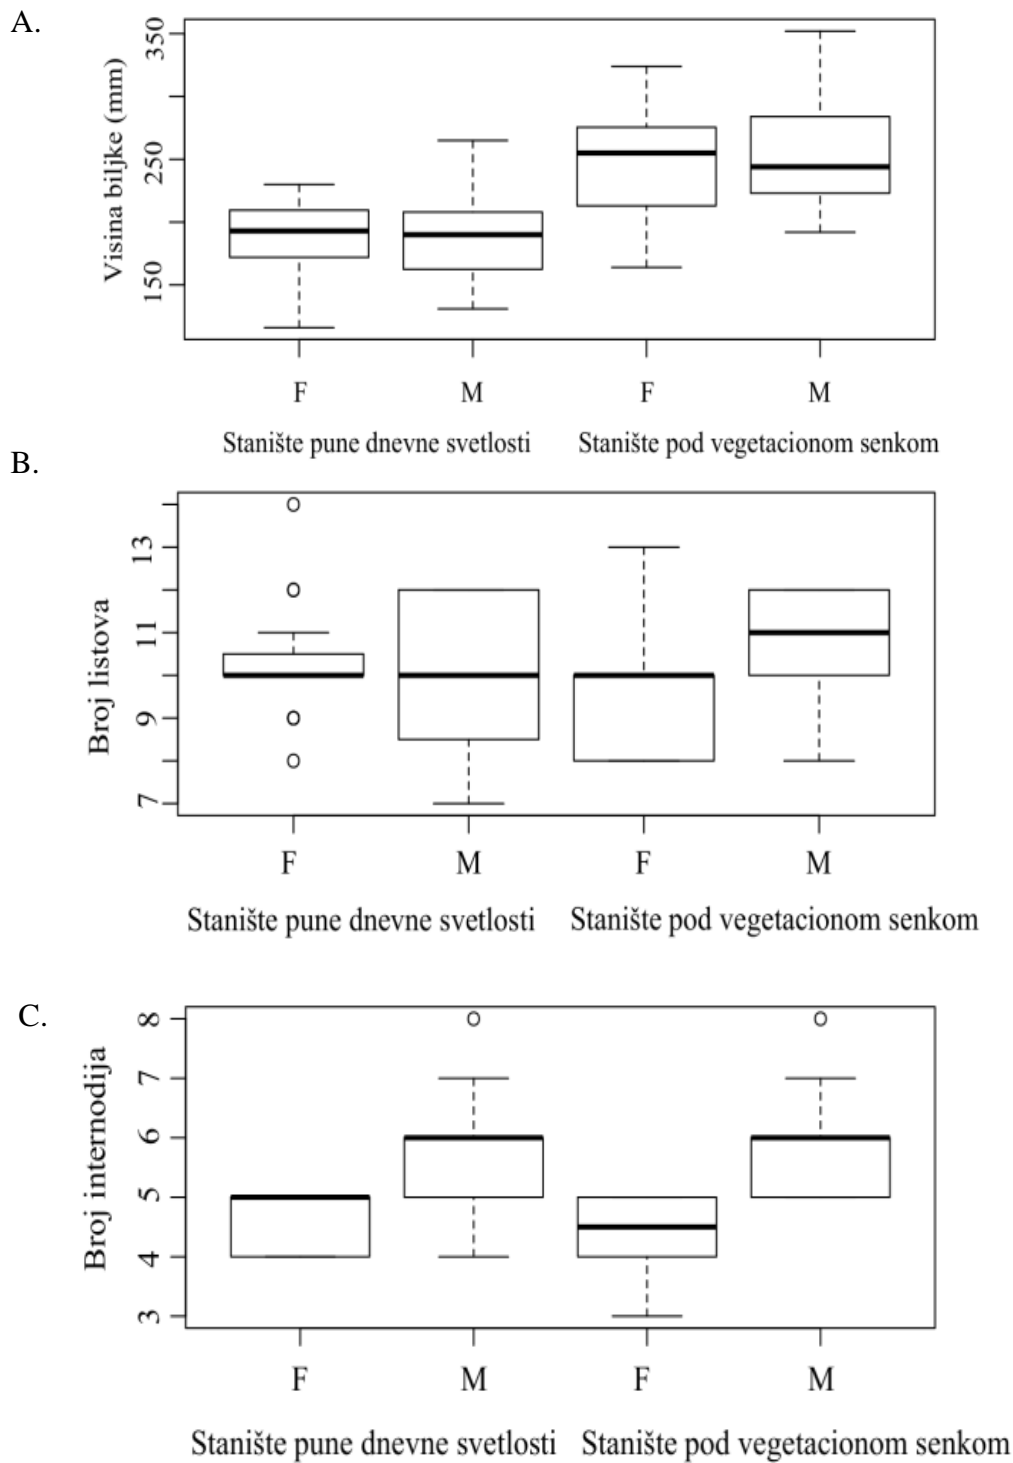 A.
Visina biljke (mm)
350
250
150
F M F M
Stanište pune dnevne svetlosti Stanište pod vegetacionom senkom
B.
Broj listova
13
11
9
7
F M F M
Stanište pune dnevne svetlosti Stanište pod vegetacionom senkom
C.
Broj internodija
8
7
6
5
4
3
F M F M
Stanište pune dnevne svetlosti Stanište pod vegetacionom senkom